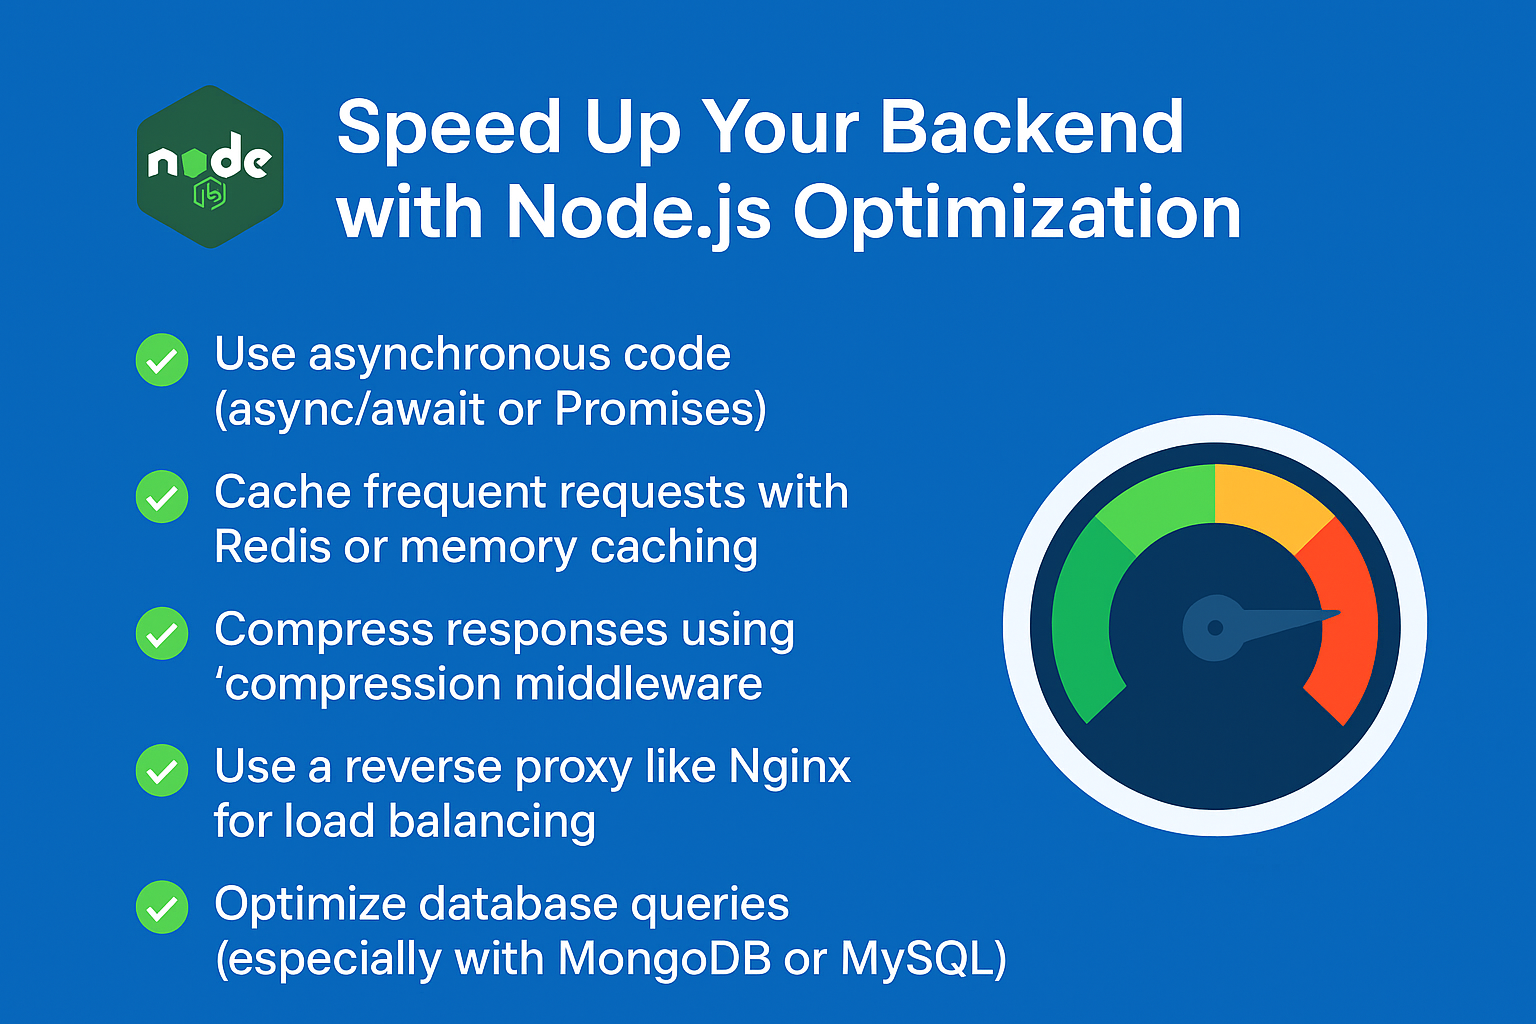 node
Speed Up Your Backend
with Node.js Optimization
Use asynchronous code
(async/await or Promises)
Cache frequent requests with
Redis or memory caching
Compress responses using
‘compression middleware
Use a reverse proxy like Nginx
for load balancing
Optimize database queries
(especially with MongoDB or MySQL)